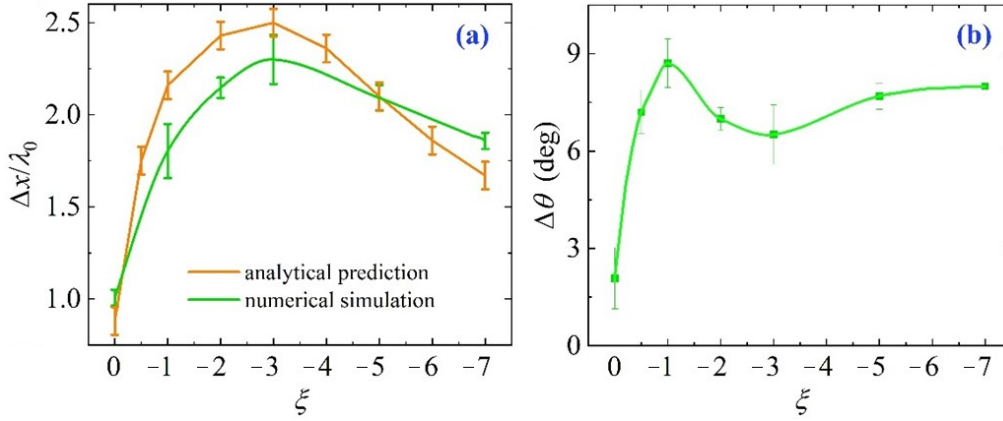 (a)
2.5
2.0
1.5
1.0
Δx/λ₀
analytical prediction
numerical simulation
0 -1 -2 -3 -4 -5 -6 -7
ξ
(b)
9
6
3
0
Δθ (deg)
0 -1 -2 -3 -4 -5 -6 -7
ξ